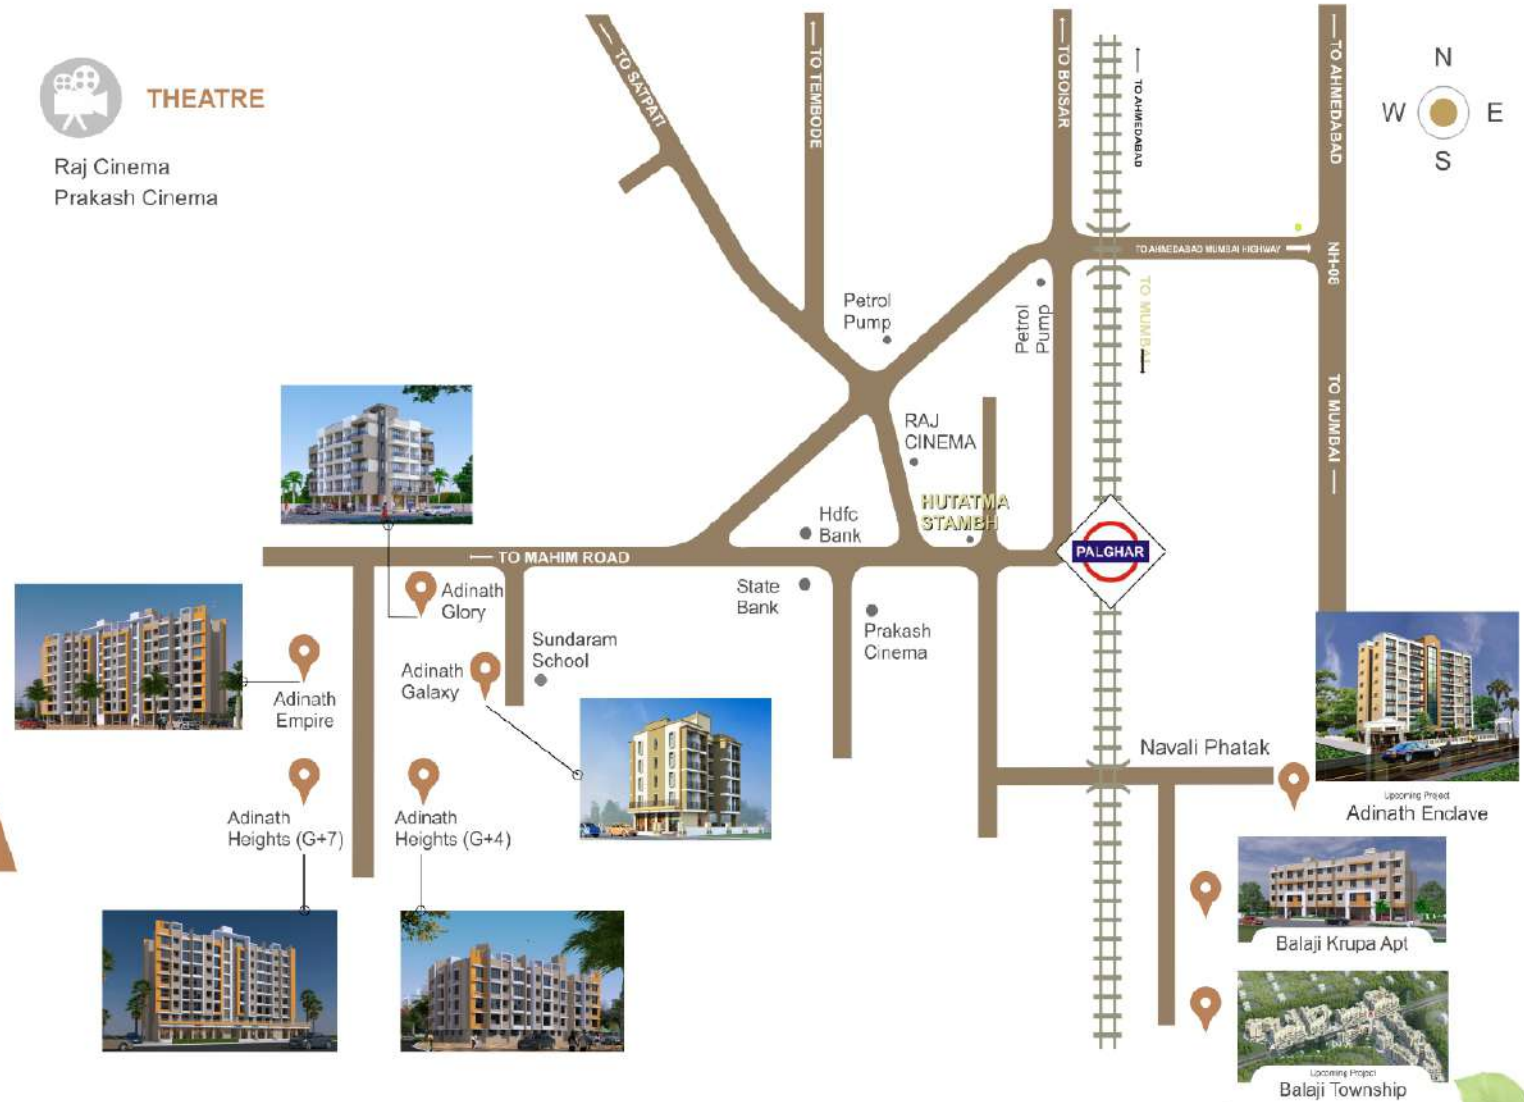 THEATRE
Raj Cinema
Prakash Cinema
TO SATPATI
TO TEMBODE
TO BOISAR
TO AHMEDABAD
TO AHMEDABAD
N
W E
S
TO AHMEDABAD MUMBAI HIGHWAY
NH-08
TO MUMBAI
TO MUMBAI
Petrol
Pump
Petrol
Pump
RAJ
CINEMA
HUTATMA
STAMBH
Hdfc
Bank
TO MAHIM ROAD
PALGHAR
State
Bank
Prakash
Cinema
Adinath
Glory
Sundaram
School
Adinath
Galaxy
Adinath
Empire
Adinath
Heights (G+7)
Adinath
Heights (G+4)
Navali Phatak
Upcoming Project
Adinath Enclave
Balaji Krupa Apt
Upcoming Project
Balaji Township